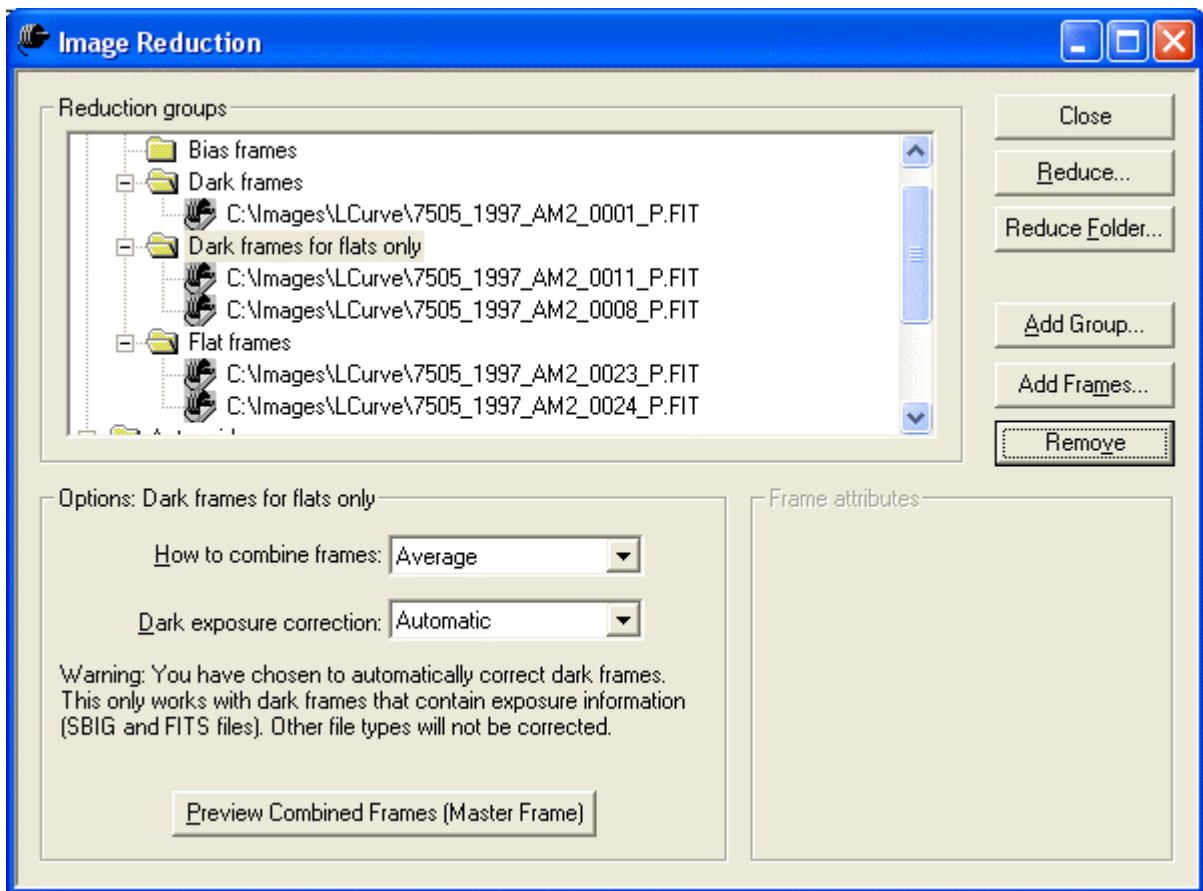 Image Reduction
Reduction groups
Bias frames
Dark frames
C:\Images\LCurve\7505_1997_AM2_0001_P.FIT
Dark frames for flats only
C:\Images\LCurve\7505_1997_AM2_0011_P.FIT
C:\Images\LCurve\7505_1997_AM2_0008_P.FIT
Flat frames
C:\Images\LCurve\7505_1997_AM2_0023_P.FIT
C:\Images\LCurve\7505_1997_AM2_0024_P.FIT
Close
Reduce...
Reduce Folder...
Add Group...
Add Frames...
Remove
Options: Dark frames for flats only
How to combine frames: Average
Dark exposure correction: Automatic
Warning: You have chosen to automatically correct dark frames.
This only works with dark frames that contain exposure information
(SBIG and FITS files). Other file types will not be corrected.
Preview Combined Frames (Master Frame)
Frame attributes